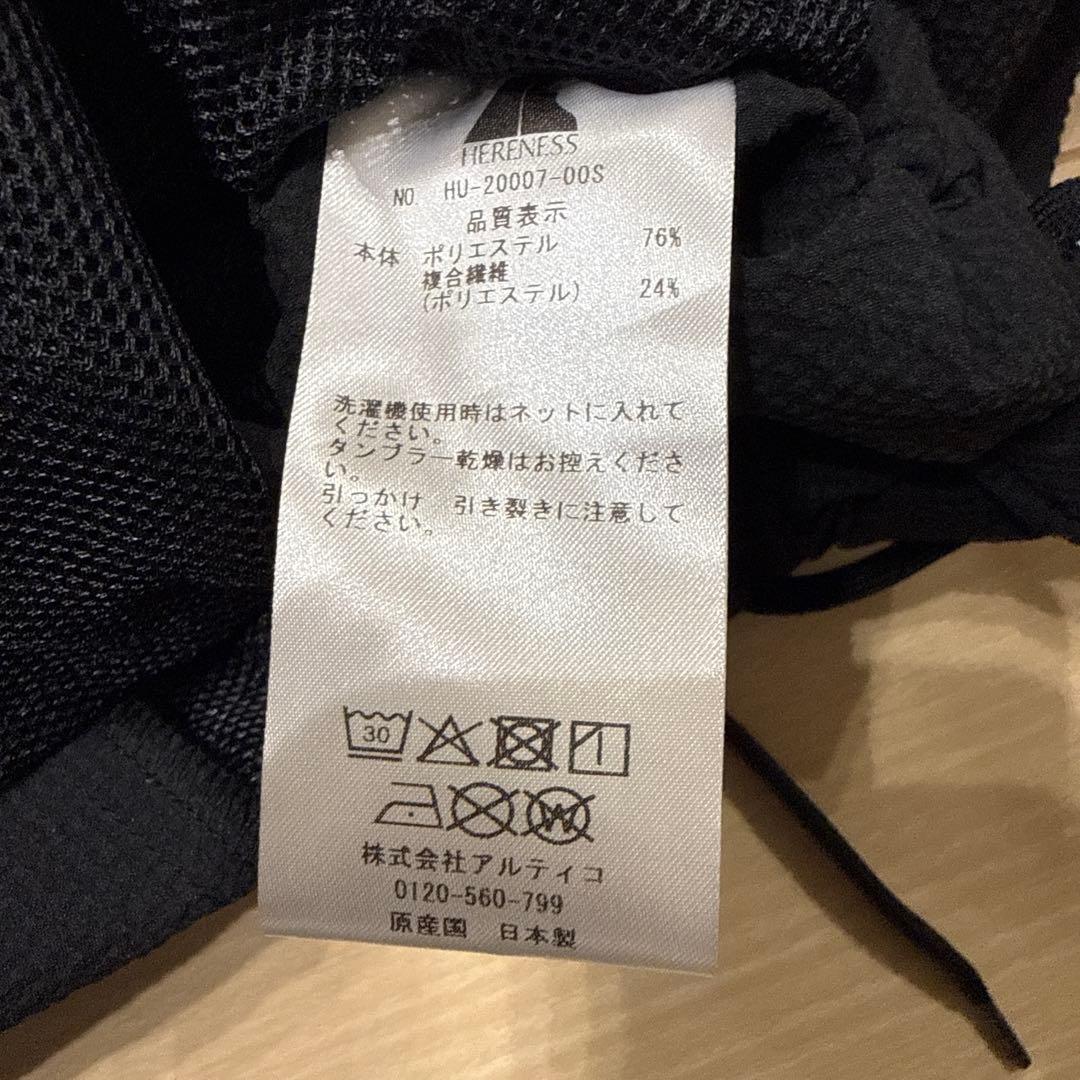 HERENESS
NO. HU-20007-00S
品質表示
本体 ポリエステル 76%
複合繊維
(ポリエステル) 24%
洗濯機使用時はネットに入れて
ください。
タンブラー乾燥はお控えくださ
い。
引っかけ 引き裂きに注意して
ください。
30
W
株式会社アルティコ
0120-560-799
原産国 日本製